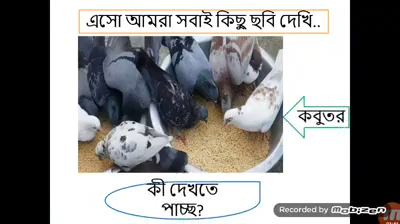 এসো আমরা সবাই কিছু ছবি দেখি..
কবুতর
কী দেখতে
পাচ্ছ?
Recorded by Mobizen